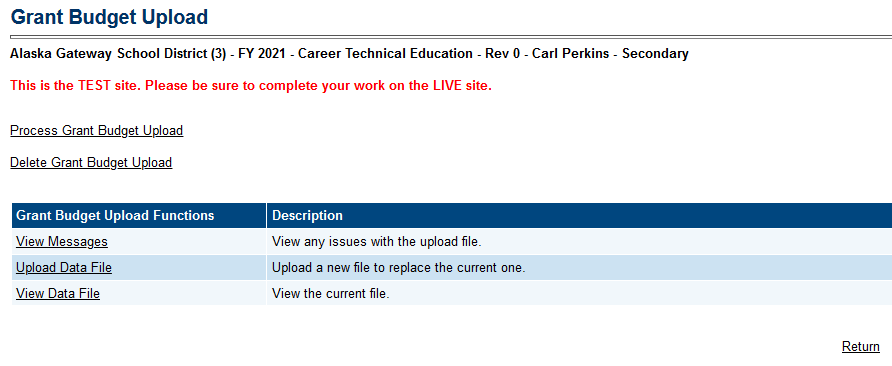 Grant Budget Upload
Alaska Gateway School District (3) - FY 2021 - Career Technical Education - Rev 0 - Carl Perkins - Secondary
This is the TEST site. Please be sure to complete your work on the LIVE site.
Process Grant Budget Upload
Delete Grant Budget Upload
Grant Budget Upload Functions Description
View Messages View any issues with the upload file.
Upload Data File Upload a new file to replace the current one.
View Data File View the current file.
Return